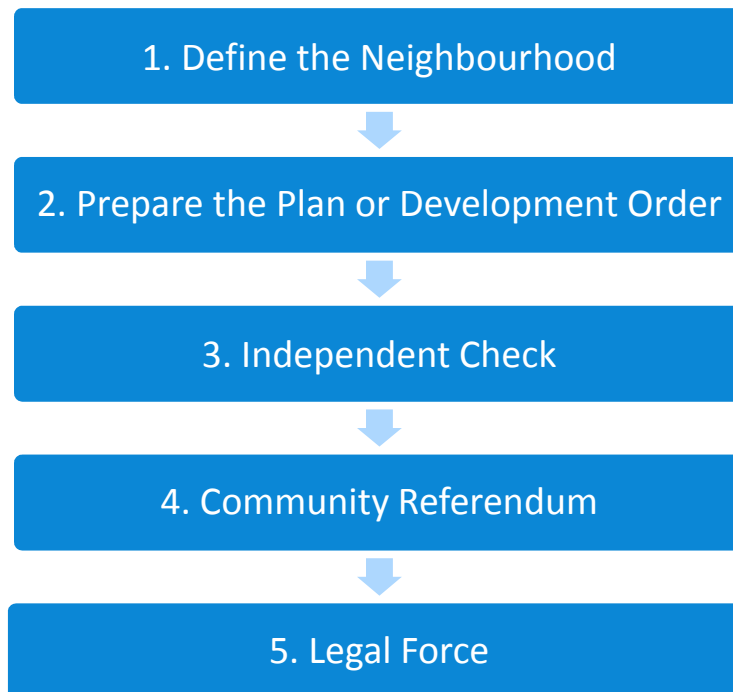 1. Define the Neighbourhood
2. Prepare the Plan or Development Order
3. Independent Check
4. Community Referendum
5. Legal Force